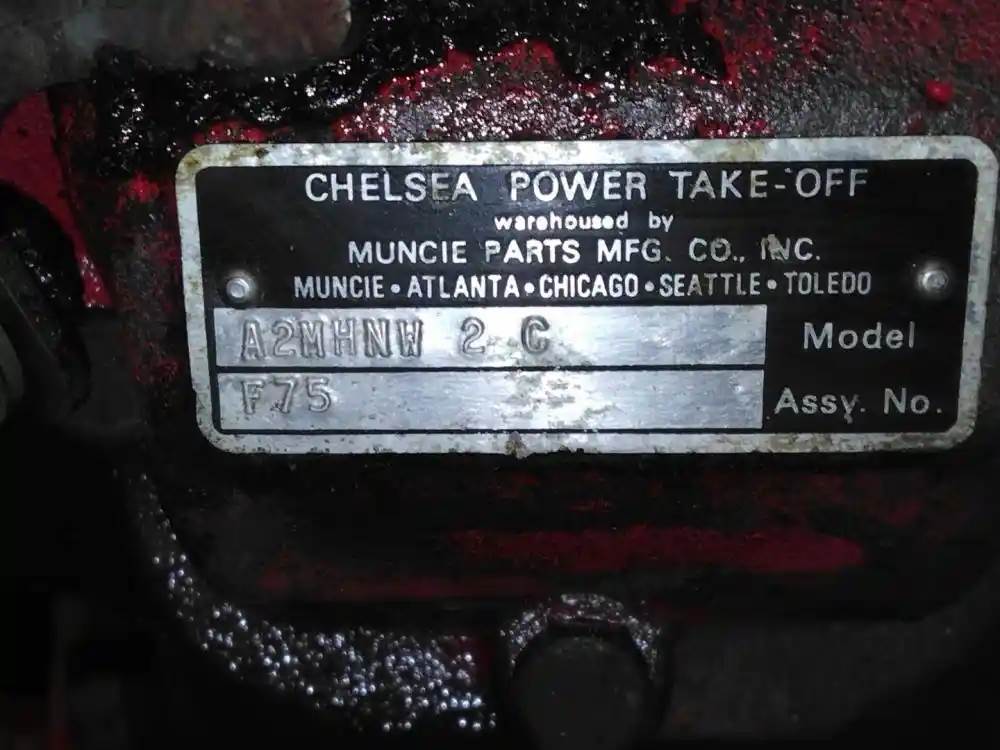 CHELSEA POWER TAKE-OFF
warehoused by
MUNCIE PARTS MFG. CO., INC.
MUNCIE • ATLANTA • CHICAGO • SEATTLE • TOLEDO
A2MHNW 2 C Model
F75 Assy. No.